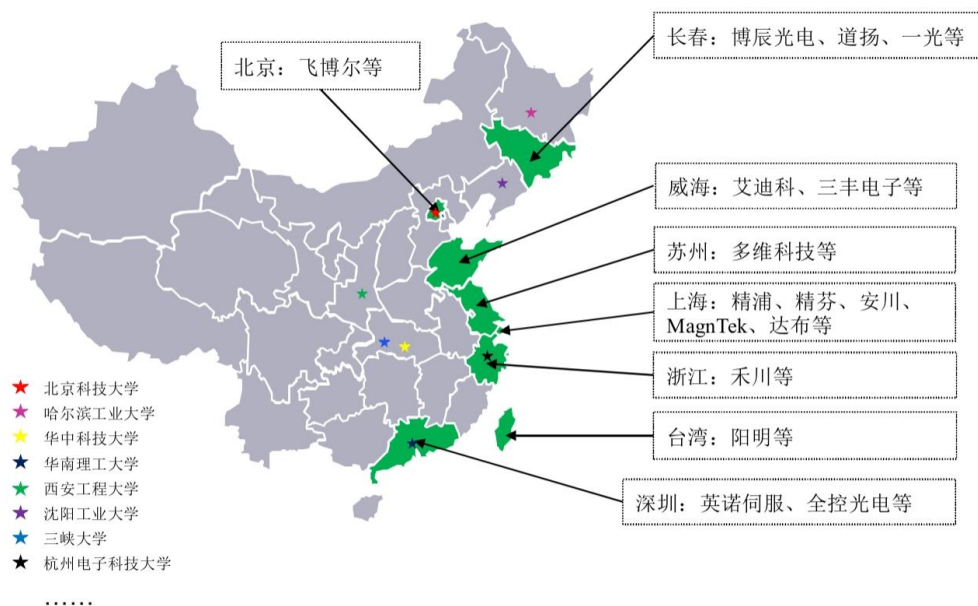 长春：博辰光电、道扬、一光等
北京：飞博尔等
威海：艾迪科、三丰电子等
苏州：多维科技等
上海：精浦、精芬、安川、
MagnTek、达布等
浙江：禾川等
台湾：阳明等
深圳：英诺伺服、全控光电等
北京科技大学
哈尔滨工业大学
华中科技大学
华南理工大学
西安工程大学
沈阳工业大学
三峡大学
杭州电子科技大学
……